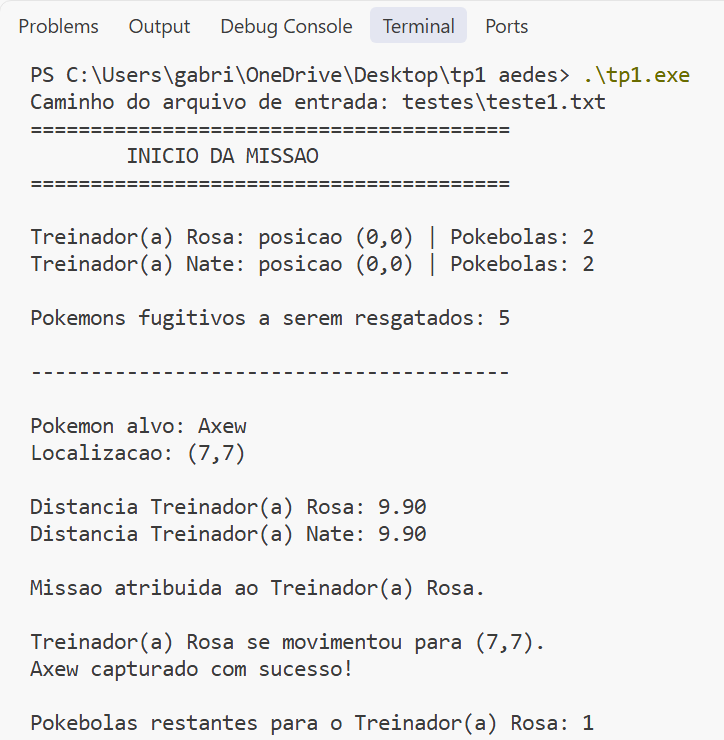 Problems Output Debug Console Terminal Ports
PS C:\Users\gabri\OneDrive\Desktop\tp1 aedes> .\tp1.exe
Caminho do arquivo de entrada: testes\teste1.txt
========================================
INICIO DA MISSAO
========================================
Treinador(a) Rosa: posicao (0,0) | Pokebolas: 2
Treinador(a) Nate: posicao (0,0) | Pokebolas: 2
Pokemons fugitivos a serem resgatados: 5
----------------------------------------
Pokemon alvo: Axew
Localizacao: (7,7)
Distancia Treinador(a) Rosa: 9.90
Distancia Treinador(a) Nate: 9.90
Missao atribuida ao Treinador(a) Rosa.
Treinador(a) Rosa se movimentou para (7,7).
Axew capturado com sucesso!
Pokebolas restantes para o Treinador(a) Rosa: 1